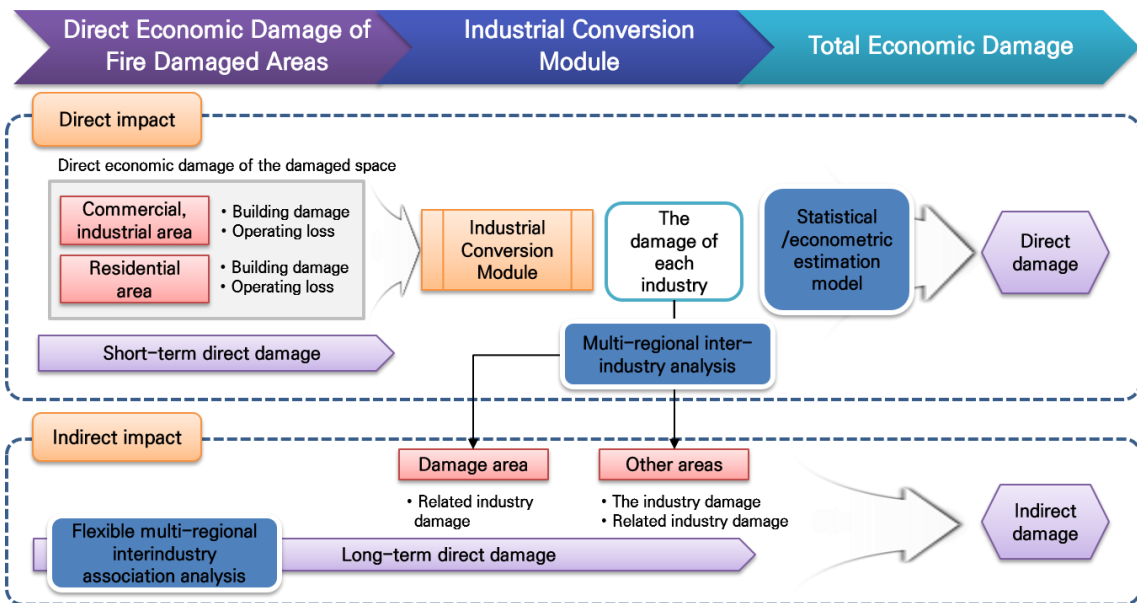 Direct Economic Damage of
Fire Damaged Areas
Industrial Conversion
Module
Total Economic Damage
Direct impact
Direct economic damage of the damaged space
Commercial,
industrial area
• Building damage
• Operating loss
Residential
area
• Building damage
• Operating loss
Short-term direct damage
Industrial
Conversion
Module
The
damage of
each
industry
Statistical
/econometric
estimation
model
Direct
damage
Multi-regional inter-
industry analysis
Indirect impact
Damage area
• Related industry
damage
Other areas
• The industry damage
• Related industry damage
Flexible multi-regional
interindustry
association analysis
Long-term direct damage
Indirect
damage